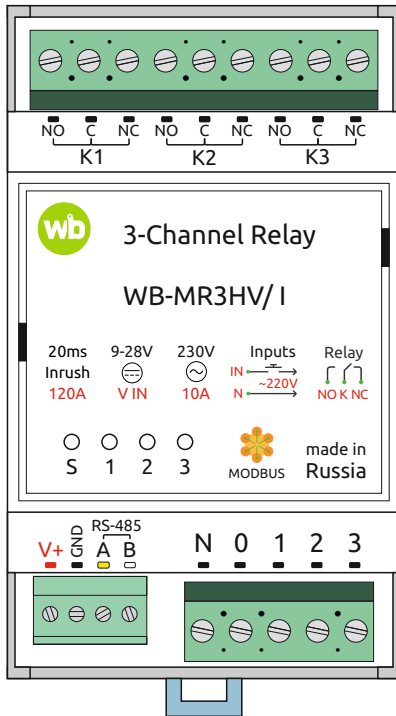 NO C NC NO C NC NO C NC
K1 K2 K3
wb 3-Channel Relay
WB-MR3HV/ I
20ms 9-28V 230V Inputs Relay
Inrush IN ~220V
120A V IN 10A N NO K NC
S 1 2 3 MODBUS
made in
Russia
RS-485
V+ GND A B N 0 1 2 3